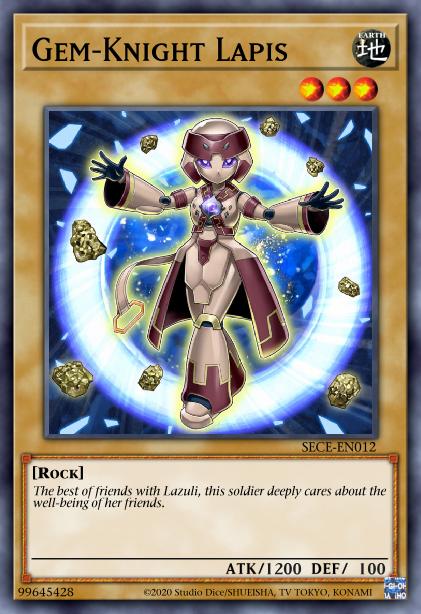 Gem-Knight Lapis
EARTH
地
SECE-EN012
[Rock]
The best of friends with Lazuli, this soldier deeply cares about the
well-being of her friends.
ATK/1200 DEF/ 100
99645428
©2020 Studio Dice/SHUEISHA, TV TOKYO, KONAMI